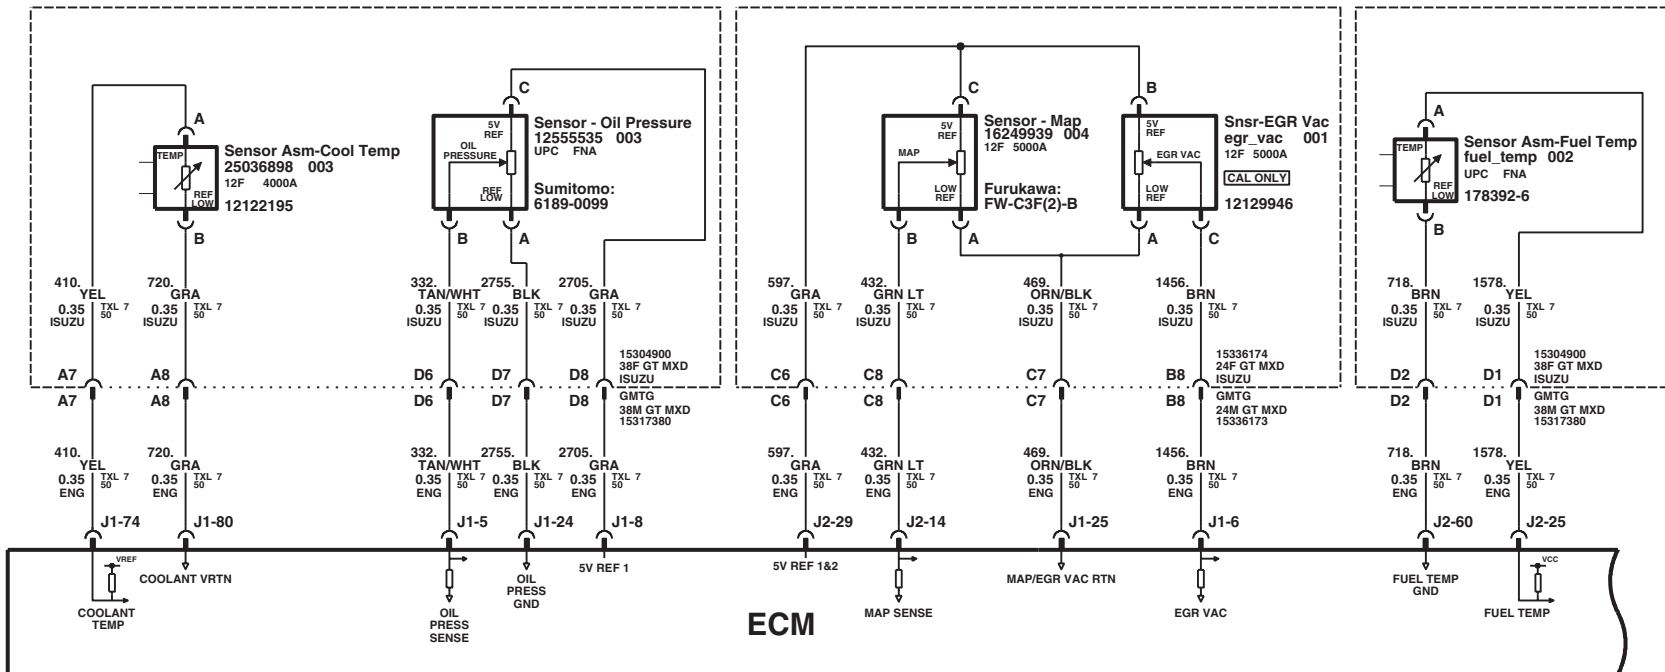 A
TEMP
REF
LOW
B
Sensor Asm-Cool Temp
25036898 003
12F 4000A
12122195
C
5V
REF
OIL
PRESSURE
REF
LOW
B
A
Sensor - Oil Pressure
12555535 003
UPC FNA
Sumitomo:
6189-0099
C
5V
REF
MAP
LOW
REF
B
A
Sensor - Map
16249939 004
12F 5000A
Furukawa:
FW-C3F(2)-B
B
5V
REF
EGR VAC
LOW
REF
A
C
Snsr-EGR Vac
egr_vac 001
12F 5000A
CAL ONLY
12129946
A
TEMP
REF
LOW
B
Sensor Asm-Fuel Temp
fuel_temp 002
UPC FNA
178392-6
410.
YEL
0.35 TXL 7
50
ISUZU
720.
GRA
0.35 TXL 7
50
ISUZU
332.
TAN/WHT
0.35 TXL 7
50
ISUZU
2755.
BLK
0.35 TXL 7
50
ISUZU
2705.
GRA
0.35 TXL 7
50
ISUZU
597.
GRA
0.35 TXL 7
50
ISUZU
432.
GRN LT
0.35 TXL 7
50
ISUZU
469.
ORN/BLK
0.35 TXL 7
50
ISUZU
1456.
BRN
0.35 TXL 7
50
ISUZU
718.
BRN
0.35 TXL 7
50
ISUZU
1578.
YEL
0.35 TXL 7
50
ISUZU
15304900
38F GT MXD
ISUZU
15336174
24F GT MXD
ISUZU
15304900
38F GT MXD
ISUZU
A7 A8 D6 D7 D8 C6 C8 C7 B8 D2 D1
A7 A8 D6 D7 D8 C6 C8 C7 B8 D2 D1
GMTG
38M GT MXD
15317380
GMTG
24M GT MXD
15336173
GMTG
38M GT MXD
15317380
410.
YEL
0.35 TXL 7
50
ENG
720.
GRA
0.35 TXL 7
50
ENG
332.
TAN/WHT
0.35 TXL 7
50
ENG
2755.
BLK
0.35 TXL 7
50
ENG
2705.
GRA
0.35 TXL 7
50
ENG
597.
GRA
0.35 TXL 7
50
ENG
432.
GRN LT
0.35 TXL 7
50
ENG
469.
ORN/BLK
0.35 TXL 7
50
ENG
1456.
BRN
0.35 TXL 7
50
ENG
718.
BRN
0.35 TXL 7
50
ENG
1578.
YEL
0.35 TXL 7
50
ENG
J1-74 J1-80 J1-5 J1-24 J1-8 J2-29 J2-14 J1-25 J1-6 J2-60 J2-25
VREF
COOLANT
TEMP
COOLANT VRTN
OIL
PRESS
SENSE
OIL
PRESS
GND
5V REF 1
5V REF 1&2
MAP SENSE
MAP/EGR VAC RTN
EGR VAC
FUEL TEMP
GND
VCC
FUEL TEMP
ECM